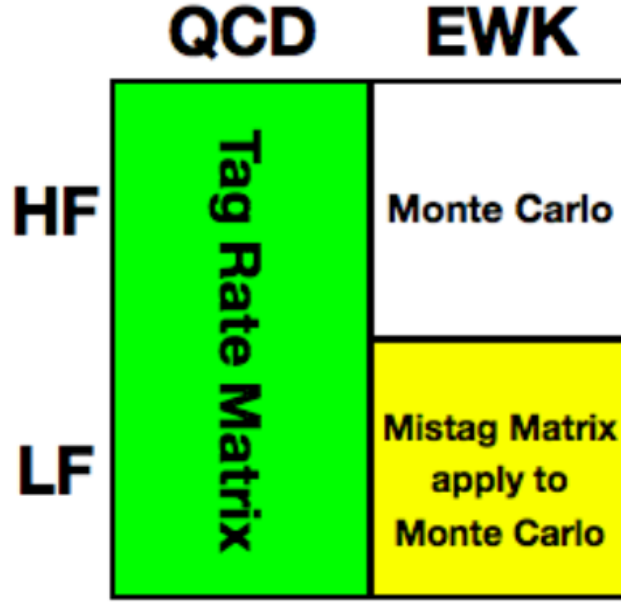 QCD EWK
HF
Tag Rate Matrix
Monte Carlo
LF
Mistag Matrix
apply to
Monte Carlo